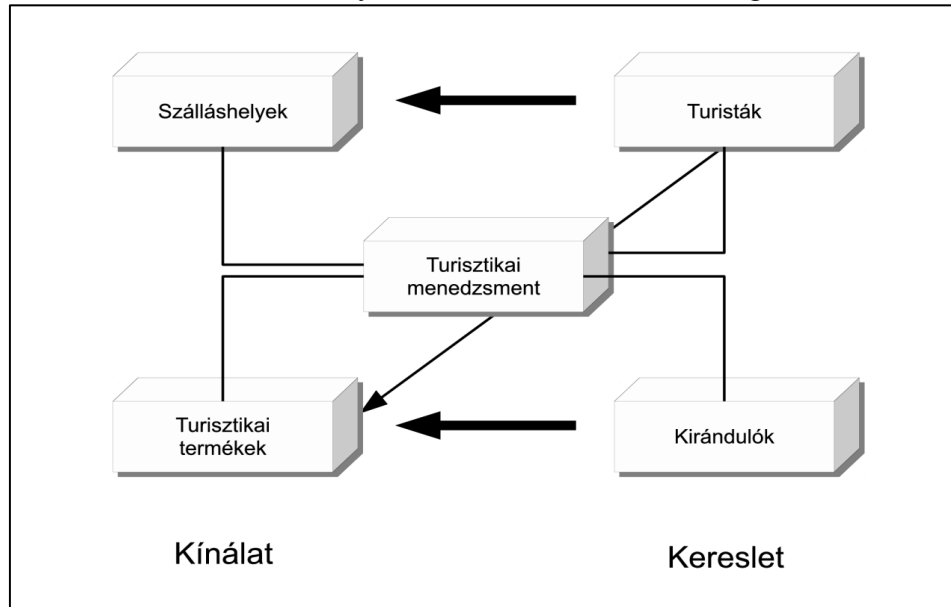 Szálláshelyek
Turisták
Turisztikai
menedzsment
Turisztikai
termékek
Kirándulók
Kínálat
Kereslet